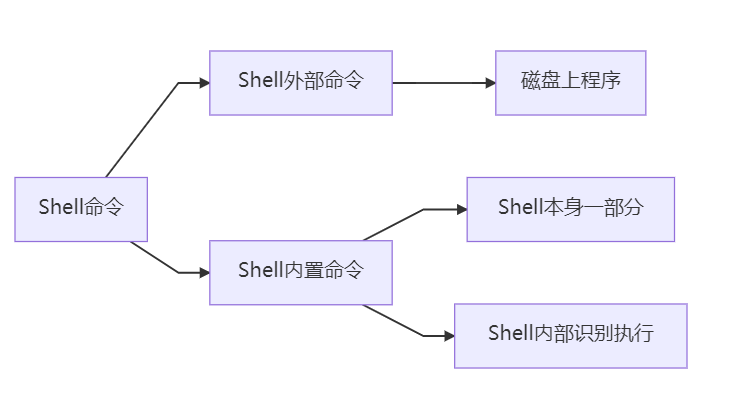 Shell外部命令
磁盘上程序
Shell命令
Shell本身一部分
Shell内置命令
Shell内部识别执行